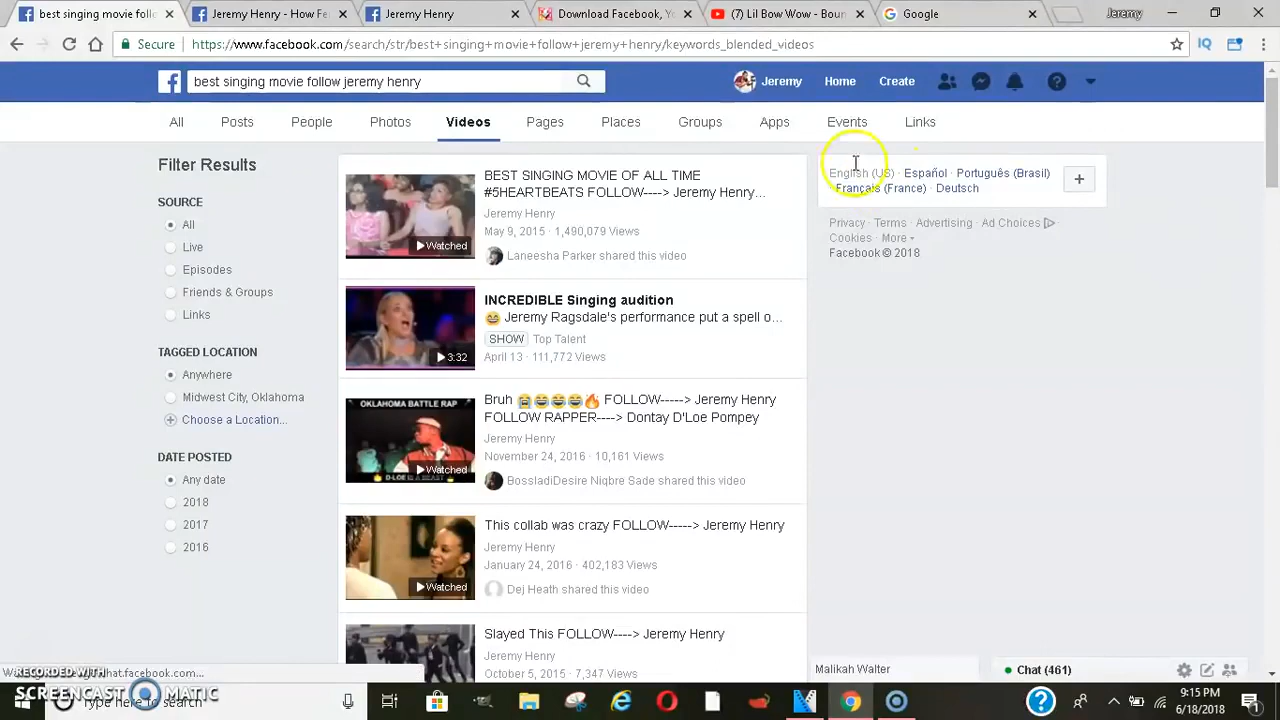 Jeremy Henry
Jeremy Henry - Home
Jeremy Henry
Download Facebook, Yo
(7) Lil Bow Wow - Boun
Google
Jeremy
Secure
https://www.facebook.com/search/str/best+singing+movie+follow+jeremy+henry/keywords_blended_videos
best singing movie follow jeremy henry
Jeremy
Home
Create
All
Posts
People
Photos
Videos
Pages
Places
Groups
Apps
Events
Links
Filter Results
SOURCE
All
Live
Episodes
Friends & Groups
Links
TAGGED LOCATION
Anywhere
Midwest City, Oklahoma
Choose a Location...
DATE POSTED
Any date
2018
2017
2016
BEST SINGING MOVIE OF ALL TIME
#5HEARTBEATS FOLLOW----> Jeremy Henry...
Jeremy Henry
May 9, 2015 · 1,490,079 Views
Laneesha Parker shared this video
Watched
INCREDIBLE Singing audition
😄 Jeremy Ragsdale's performance put a spell o...
SHOW Top Talent
April 13 · 111,772 Views
3:32
Bruh 😭😂😂😂🔥 FOLLOW-----> Jeremy Henry
FOLLOW RAPPER----> Dontay D'Loe Pompey
Jeremy Henry
November 24, 2016 · 10,161 Views
BossladiDesire Niqbre Sade shared this video
OKLAHOMA BATTLE RAP
Watched
D-LOE IS A BEAST
This collab was crazy FOLLOW-----> Jeremy Henry
Jeremy Henry
January 24, 2016 · 402,183 Views
Dej Heath shared this video
Watched
Slayed This FOLLOW----> Jeremy Henry
Jeremy Henry
October 5, 2015 · 7,347 Views
English (US) · Español · Português (Brasil)
Français (France) · Deutsch
Privacy · Terms · Advertising · Ad Choices
Cookies · More
Facebook © 2018
Malikah Walter
Chat (461)
RECORDED WITH
SCREENCAST MATIC
9:15 PM
6/18/2018